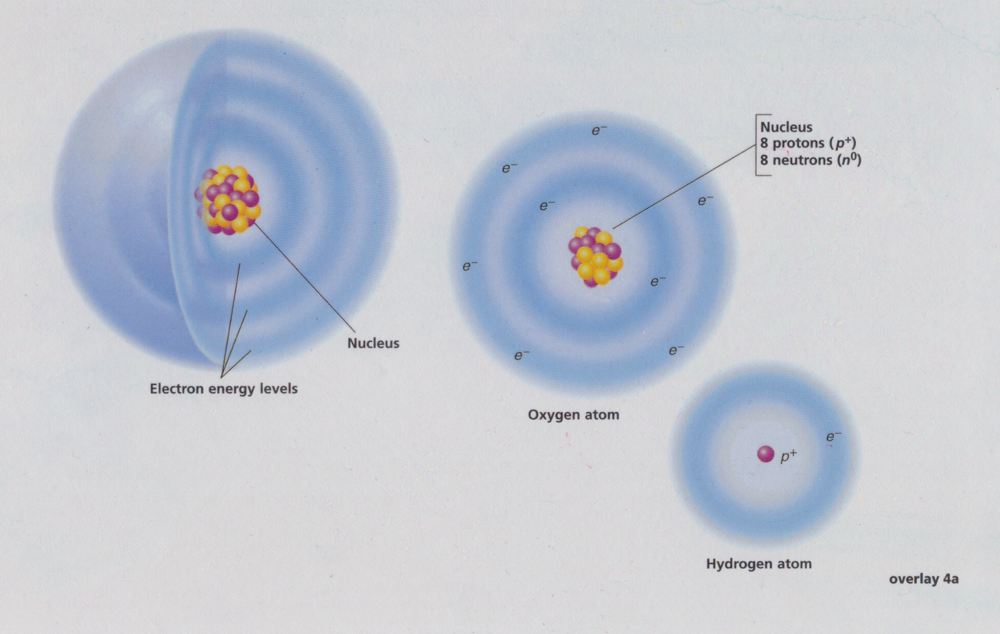 Nucleus
Electron energy levels
e⁻
e⁻
e⁻
e⁻
e⁻
e⁻
e⁻
e⁻
Nucleus
8 protons (p⁺)
8 neutrons (n⁰)
Oxygen atom
e⁻
p⁺
Hydrogen atom
overlay 4a